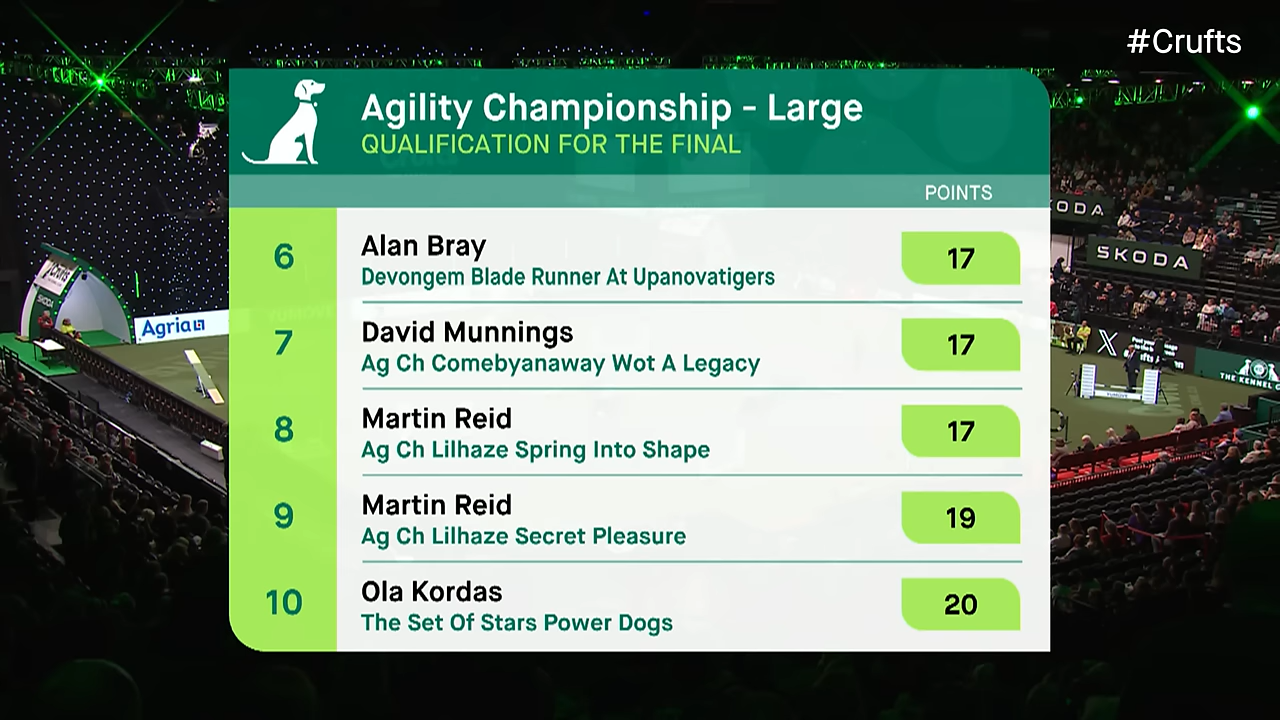 #Crufts
Agility Championship - Large
QUALIFICATION FOR THE FINAL
POINTS
6
Alan Bray
Devongem Blade Runner At Upanovatigers
17
7
David Munnings
Ag Ch Comebyanaway Wot A Legacy
17
8
Martin Reid
Ag Ch Lilhaze Spring Into Shape
17
9
Martin Reid
Ag Ch Lilhaze Secret Pleasure
19
10
Ola Kordas
The Set Of Stars Power Dogs
20
Agria
SKODA
X
THE KENNEL C